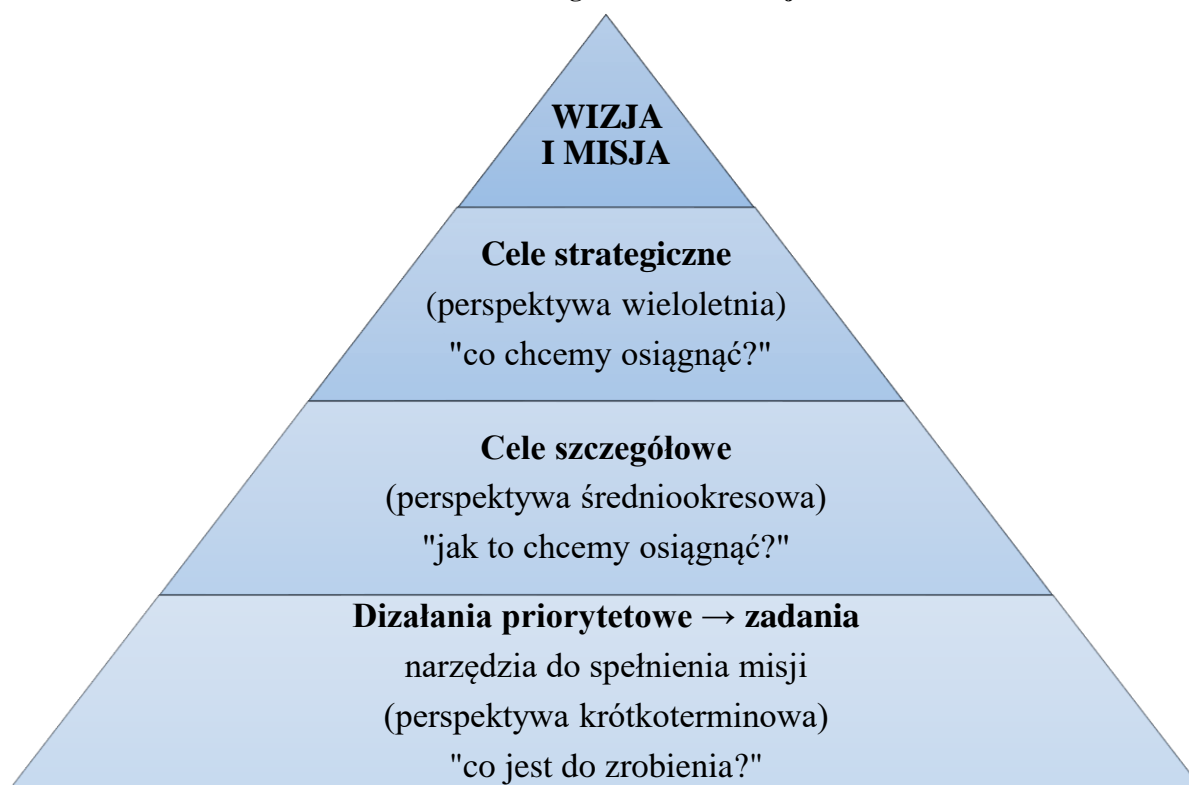 WIZJA
I MISJA
Cele strategiczne
(perspektywa wieloletnia)
"co chcemy osiągnąć?"
Cele szczegółowe
(perspektywa średniookresowa)
"jak to chcemy osiągnąć?"
Dizałania priorytetowe → zadania
narzędzia do spełnienia misji
(perspektywa krótkoterminowa)
"co jest do zrobienia?"